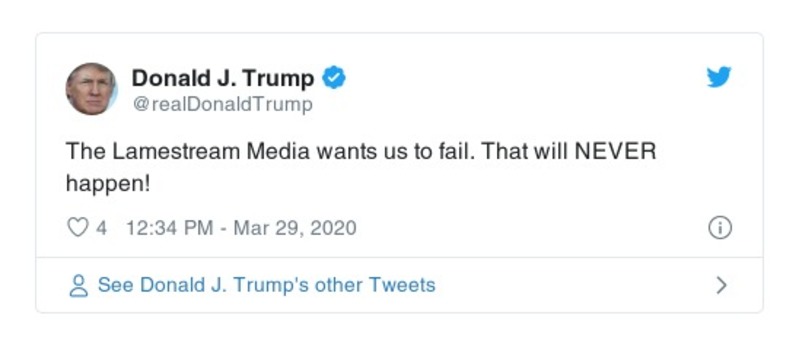 Donald J. Trump
@realDonaldTrump
The Lamestream Media wants us to fail. That will NEVER
happen!
4 12:34 PM - Mar 29, 2020
See Donald J. Trump's other Tweets